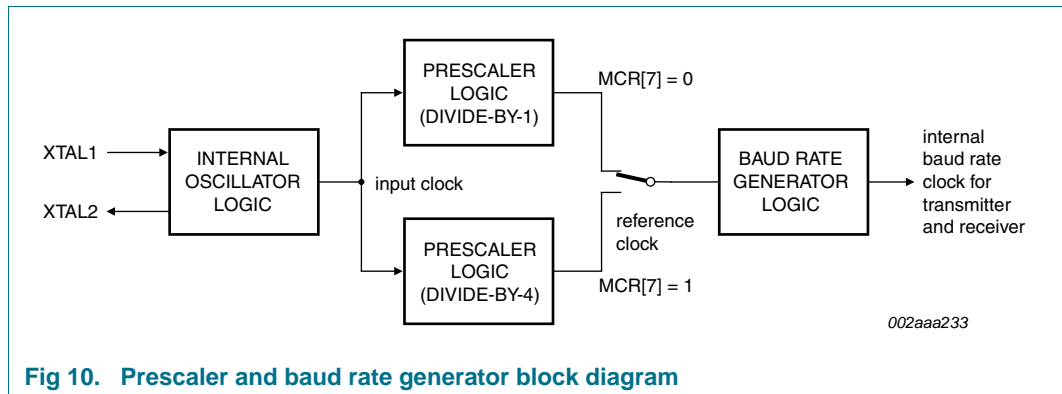 PRESCALER
LOGIC
(DIVIDE-BY-1)
MCR[7] = 0
XTAL1
XTAL2
INTERNAL
OSCILLATOR
LOGIC
input clock
BAUD RATE
GENERATOR
LOGIC
internal
baud rate
clock for
transmitter
and receiver
reference
clock
PRESCALER
LOGIC
(DIVIDE-BY-4)
MCR[7] = 1
002aaa233
Fig 10. Prescaler and baud rate generator block diagram